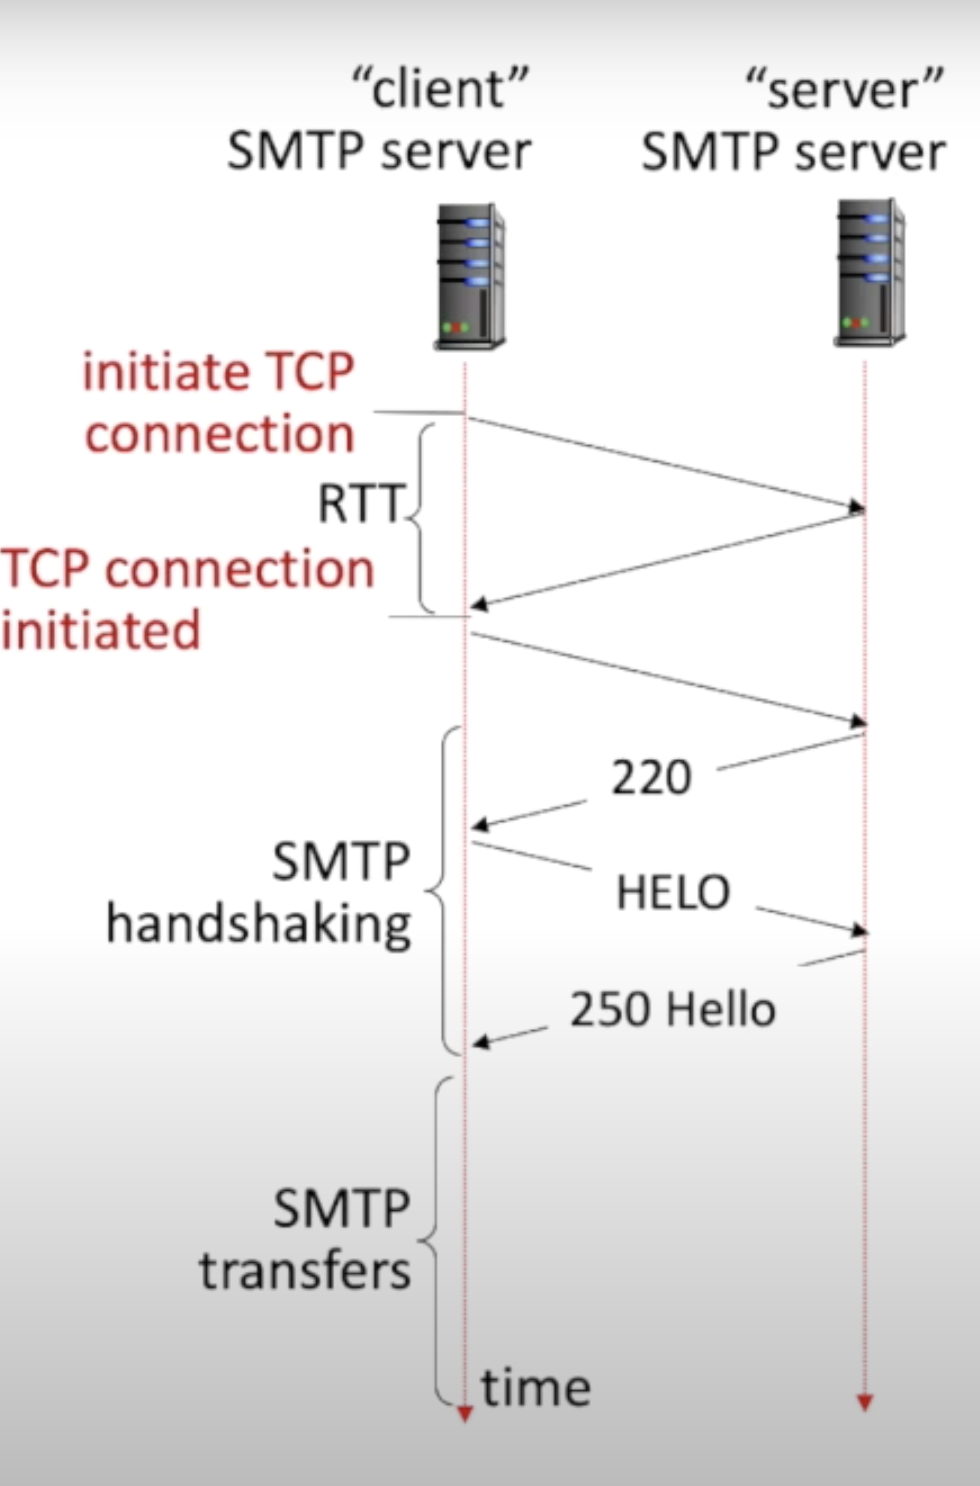 “client”
SMTP server
“server”
SMTP server
initiate TCP
connection
RTT
TCP connection
initiated
220
SMTP
handshaking
HELO
250 Hello
SMTP
transfers
time